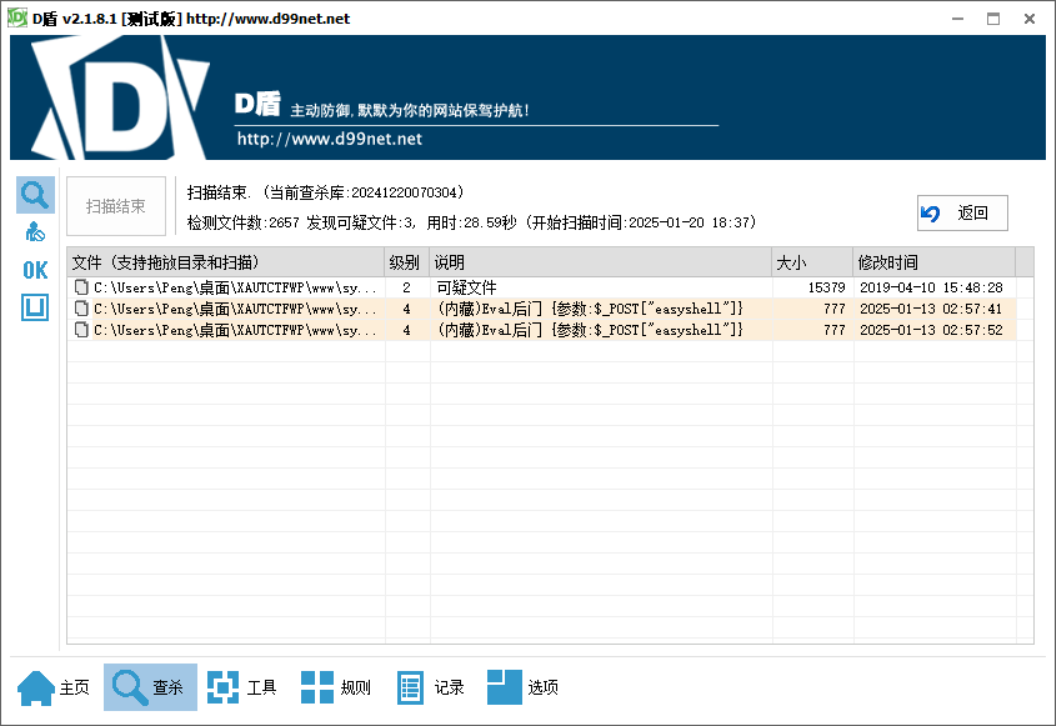 D盾 v2.1.8.1 [测试版] http://www.d99net.net
D盾 主动防御,默默为你的网站保驾护航!
http://www.d99net.net
扫描结束
扫描结束. (当前查杀库:20241220070304)
检测文件数:2657 发现可疑文件:3, 用时:28.59秒 (开始扫描时间:2025-01-20 18:37)
返回
OK
文件 (支持拖放目录和扫描) 级别 说明 大小 修改时间
C:\Users\Peng\桌面\XAUTCTFWP\www\sy... 2 可疑文件 15379 2019-04-10 15:48:28
C:\Users\Peng\桌面\XAUTCTFWP\www\sy... 4 (内藏)Eval后门 {参数:$_POST["easyshell"]} 777 2025-01-13 02:57:41
C:\Users\Peng\桌面\XAUTCTFWP\www\sy... 4 (内藏)Eval后门 {参数:$_POST["easyshell"]} 777 2025-01-13 02:57:52
主页 查杀 工具 规则 记录 选项